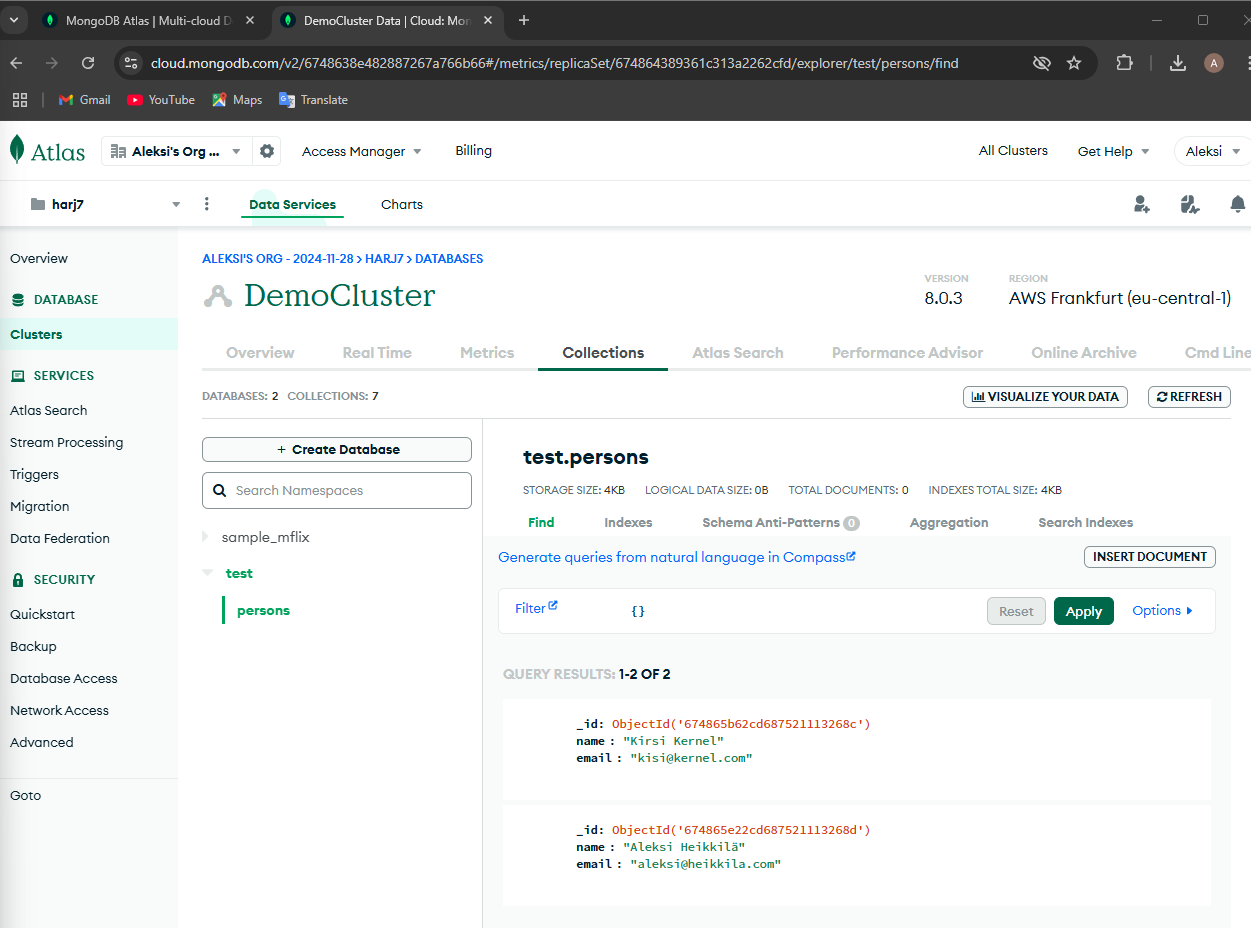 MongoDB Atlas | Multi-cloud D
DemoCluster Data | Cloud: Mon
cloud.mongodb.com/v2/6748638e482887267a766b66#/metrics/replicaSet/674864389361c313a2262cfd/explorer/test/persons/find
A
Gmail YouTube Maps Translate
Atlas Aleksi's Org ... Access Manager Billing All Clusters Get Help Aleksi
harj7 Data Services Charts
Overview
DATABASE
Clusters
SERVICES
Atlas Search
Stream Processing
Triggers
Migration
Data Federation
SECURITY
Quickstart
Backup
Database Access
Network Access
Advanced
Goto
ALEKSI'S ORG - 2024-11-28 > HARJ7 > DATABASES
DemoCluster
VERSION
8.0.3
REGION
AWS Frankfurt (eu-central-1)
Overview Real Time Metrics Collections Atlas Search Performance Advisor Online Archive Cmd Line
DATABASES: 2 COLLECTIONS: 7
VISUALIZE YOUR DATA REFRESH
+ Create Database
Search Namespaces
sample_mflix
test
persons
test.persons
STORAGE SIZE: 4KB LOGICAL DATA SIZE: 0B TOTAL DOCUMENTS: 0 INDEXES TOTAL SIZE: 4KB
Find Indexes Schema Anti-Patterns 0 Aggregation Search Indexes
Generate queries from natural language in Compass
INSERT DOCUMENT
Filter {} Reset Apply Options
QUERY RESULTS: 1-2 OF 2
_id: ObjectId('674865b62cd687521113268c')
name : "Kirsi Kernel"
email : "kisi@kernel.com"
_id: ObjectId('674865e22cd687521113268d')
name : "Aleksi Heikkilä"
email : "aleksi@heikkila.com"